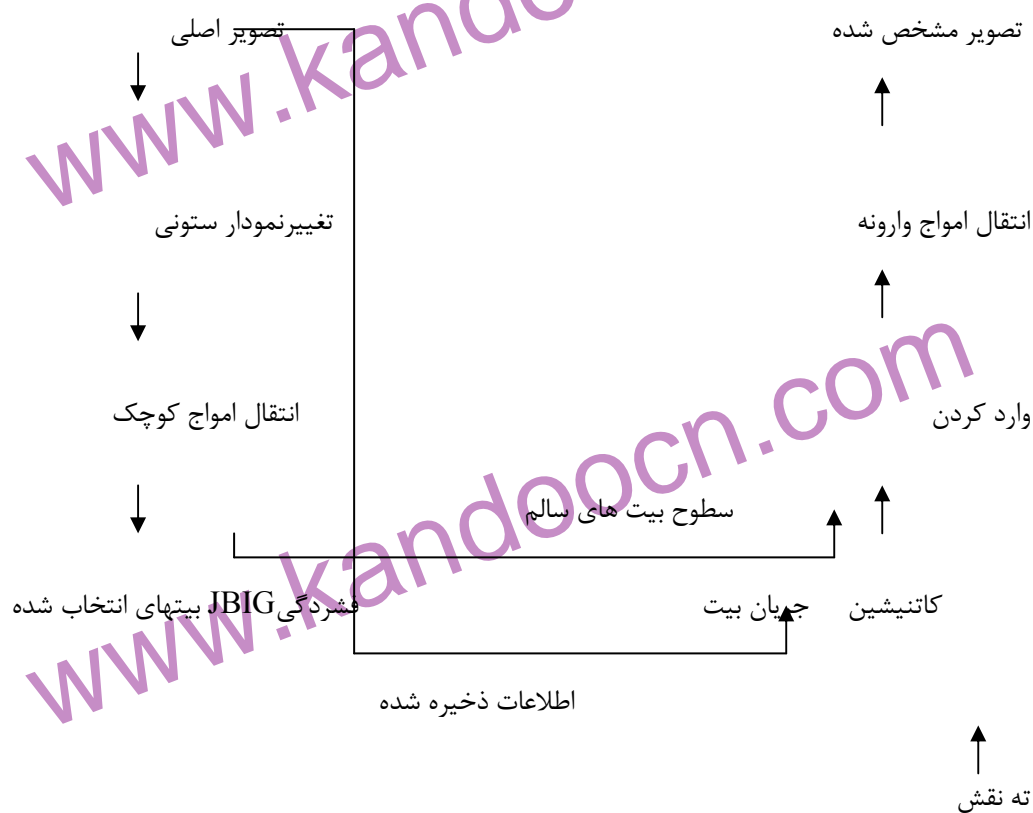 تصویر مشخص شده
تصویر اصلی
www.kandoocn.com
انتقال امواج وارونه
تغییرنمودار ستونی
وارد کردن
انتقال امواج کوچک
سطوح بیت های سالم
کاتنیشین
جریان بیت
فشردگیJBIG بیتهای انتخاب شده
www.kandoocn.com
اطلاعات ذخیره شده
ته نقش